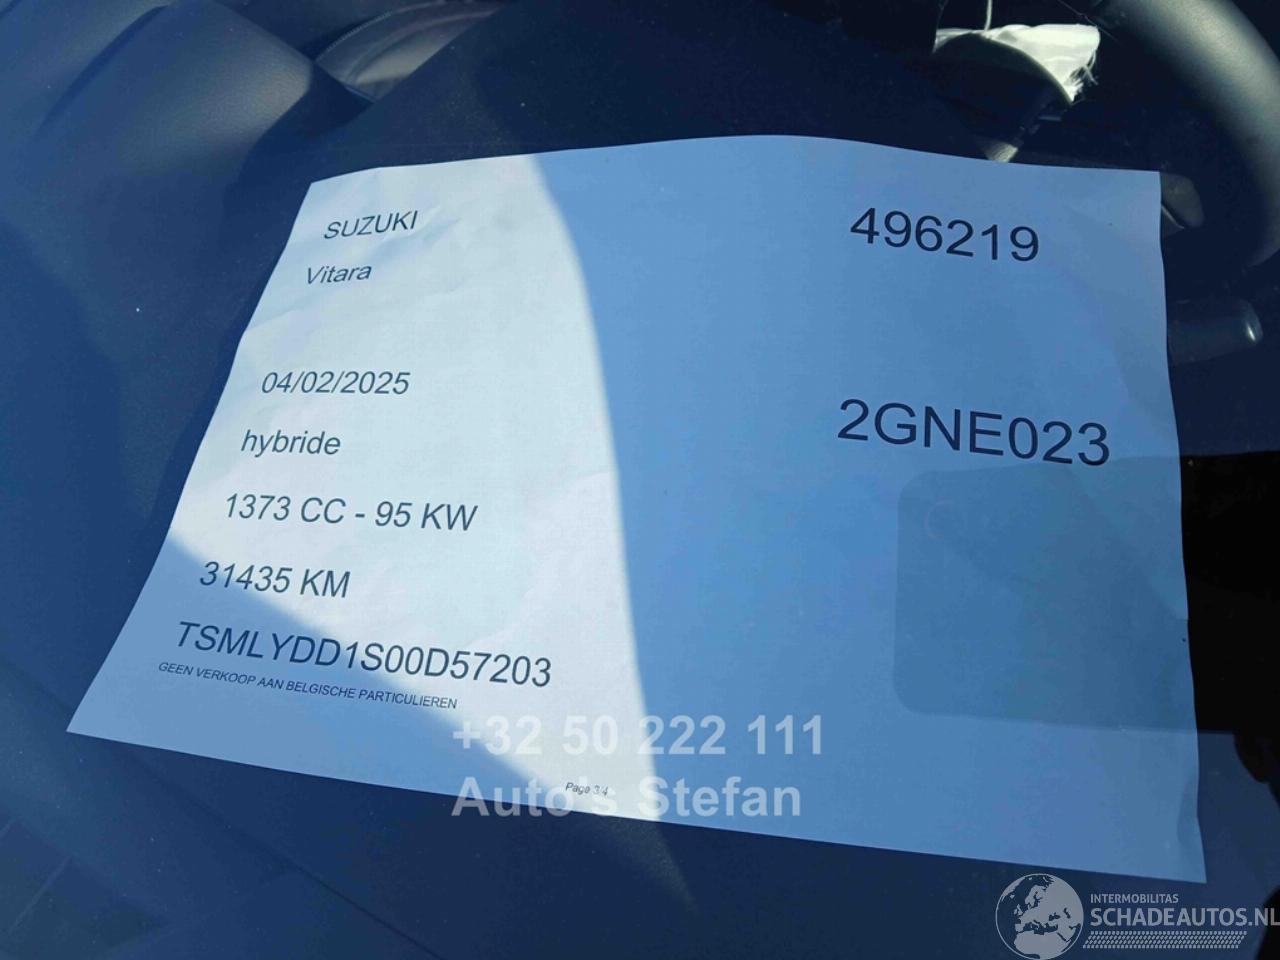 SUZUKI
496219
Vitara
04/02/2025
2GNE023
hybride
1373 CC - 95 KW
31435 KM
TSMLYDD1S00D57203
GEEN VERKOOP AAN BELGISCHE PARTICULIEREN
+32 50 222 111
Page 3/4
Auto's Stefan
INTERMOBILITAS
SCHADEAUTOS.NL